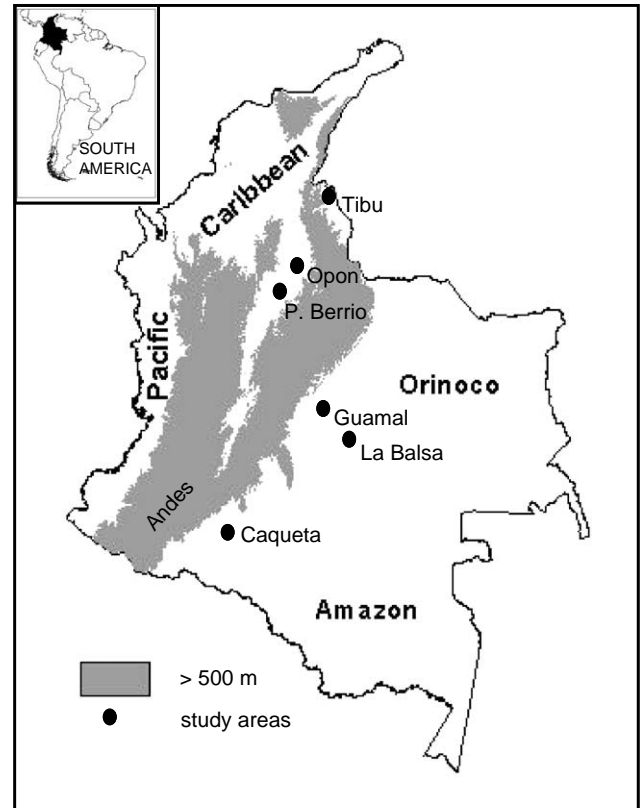 SOUTH
AMERICA
Caribbean
Tibu
Opon
P. Berrio
Pacific
Orinoco
Guamal
La Balsa
Andes
Caqueta
Amazon
> 500 m
study areas